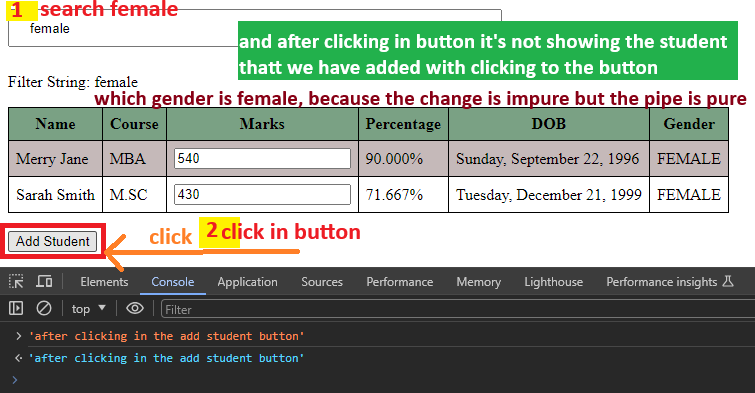 1 search female
female
and after clicking in button it's not showing the student
thatt we have added with clicking to the button
Filter String: female
which gender is female, because the change is impure but the pipe is pure
Name Course Marks Percentage DOB Gender
Merry Jane MBA 540 90.000% Sunday, September 22, 1996 FEMALE
Sarah Smith M.SC 430 71.667% Tuesday, December 21, 1999 FEMALE
Add Student click 2 click in button
Elements Console Application Sources Performance Memory Lighthouse Performance insights
top Filter
> 'after clicking in the add student button'
<· 'after clicking in the add student button'
>